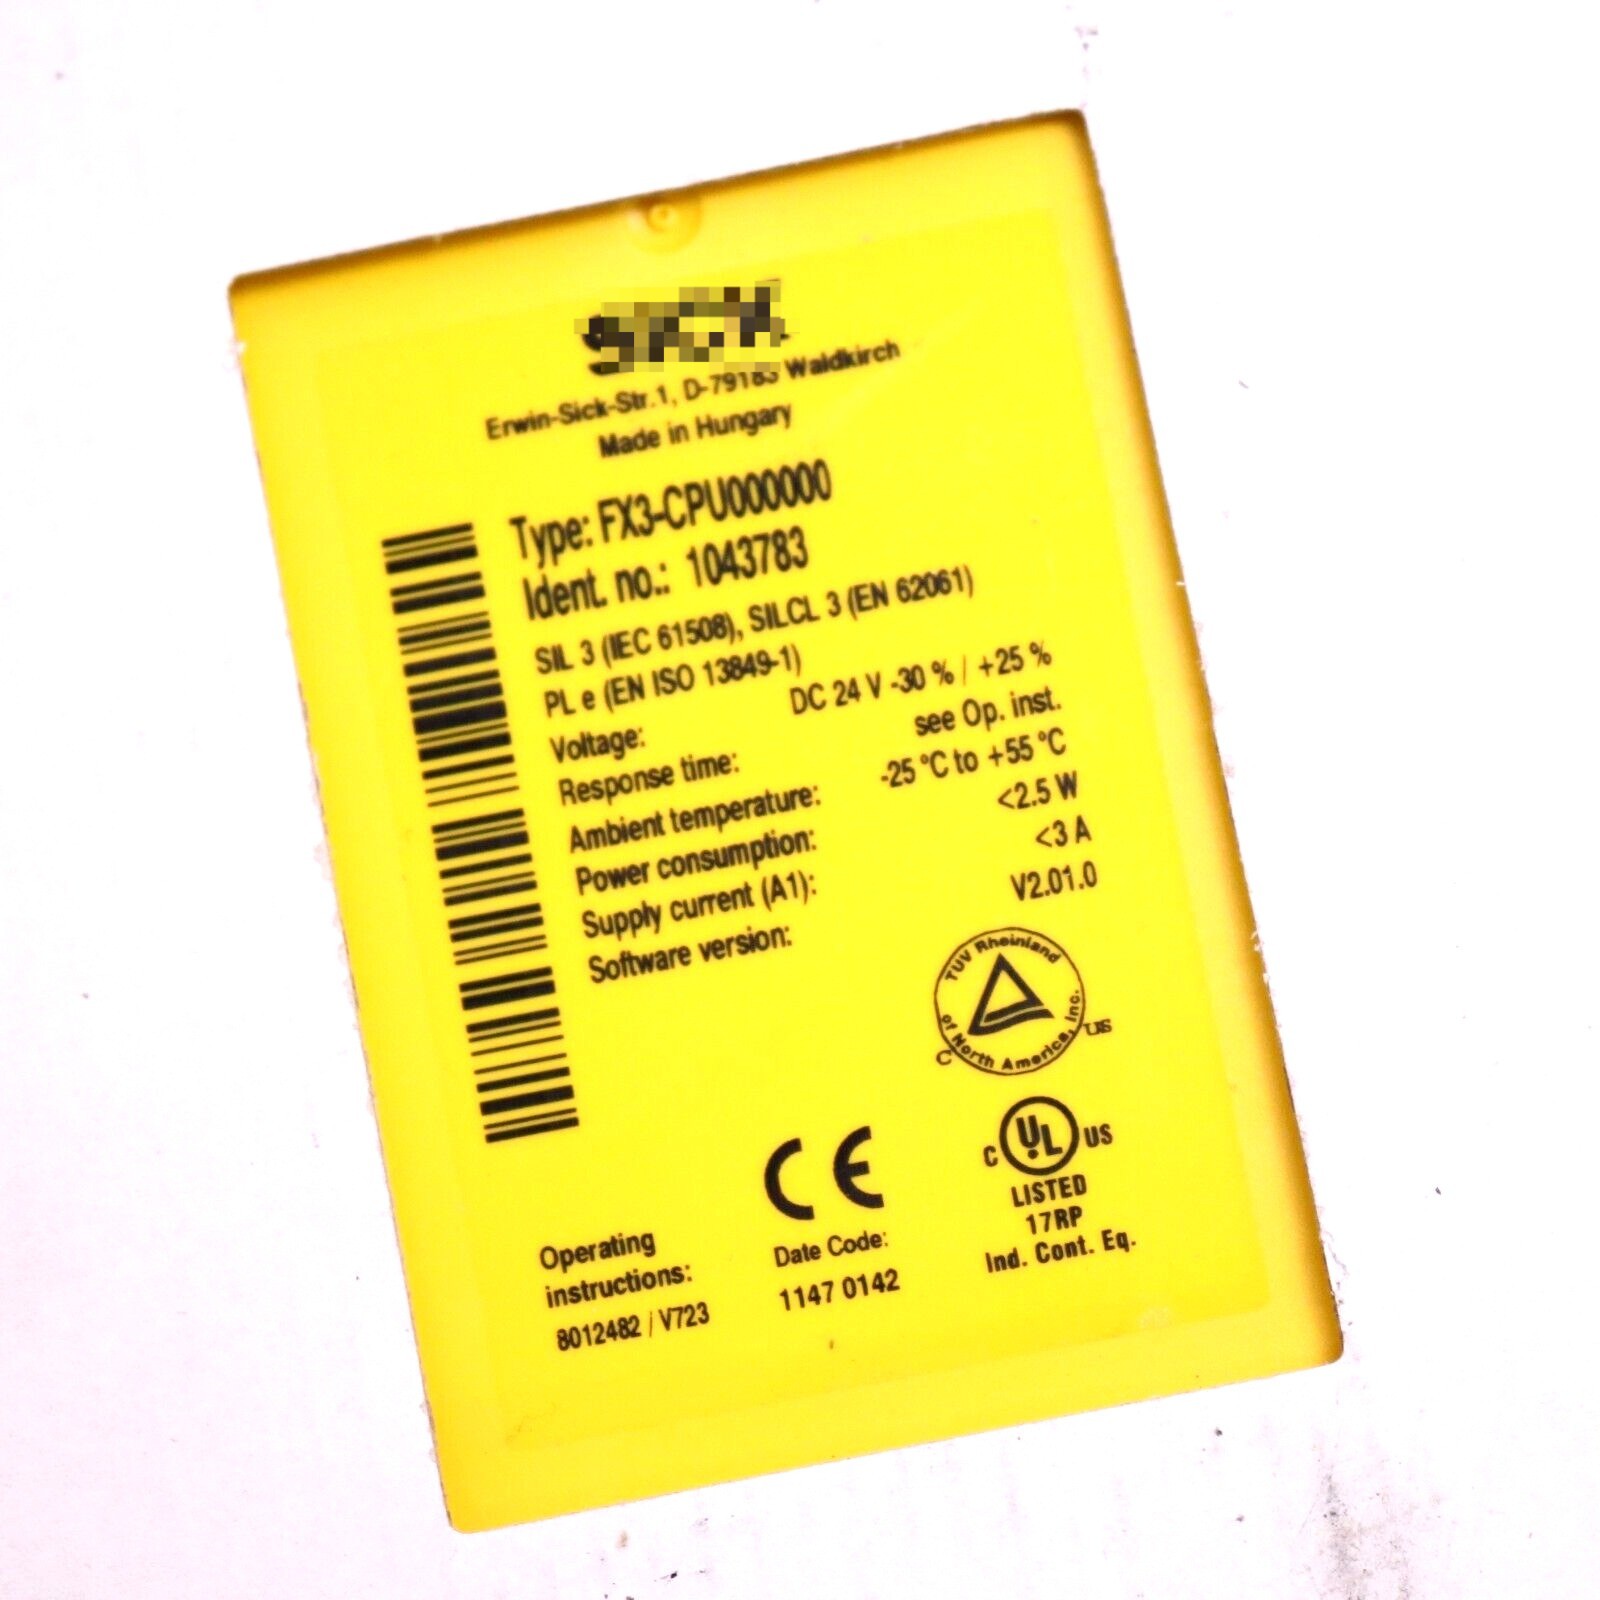 Erwin-Sick-Str.1, D-79183 Waldkirch
Made in Hungary
Type: FX3-CPU000000
Ident. no.: 1043783
SIL 3 (IEC 61508), SILCL 3 (EN 62061)
PL e (EN ISO 13849-1)
Voltage: DC 24 V -30 % / +25 %
Response time: see Op. inst.
Ambient temperature: -25 °C to +55 °C
Power consumption: <2.5 W
Supply current (A1): <3 A
Software version: V2.01.0
TÜV Rheinland
of North America, Inc.
C US
C UL US
LISTED
17RP
Ind. Cont. Eq.
CE
Date Code:
1147 0142
Operating
instructions:
8012482 / V723